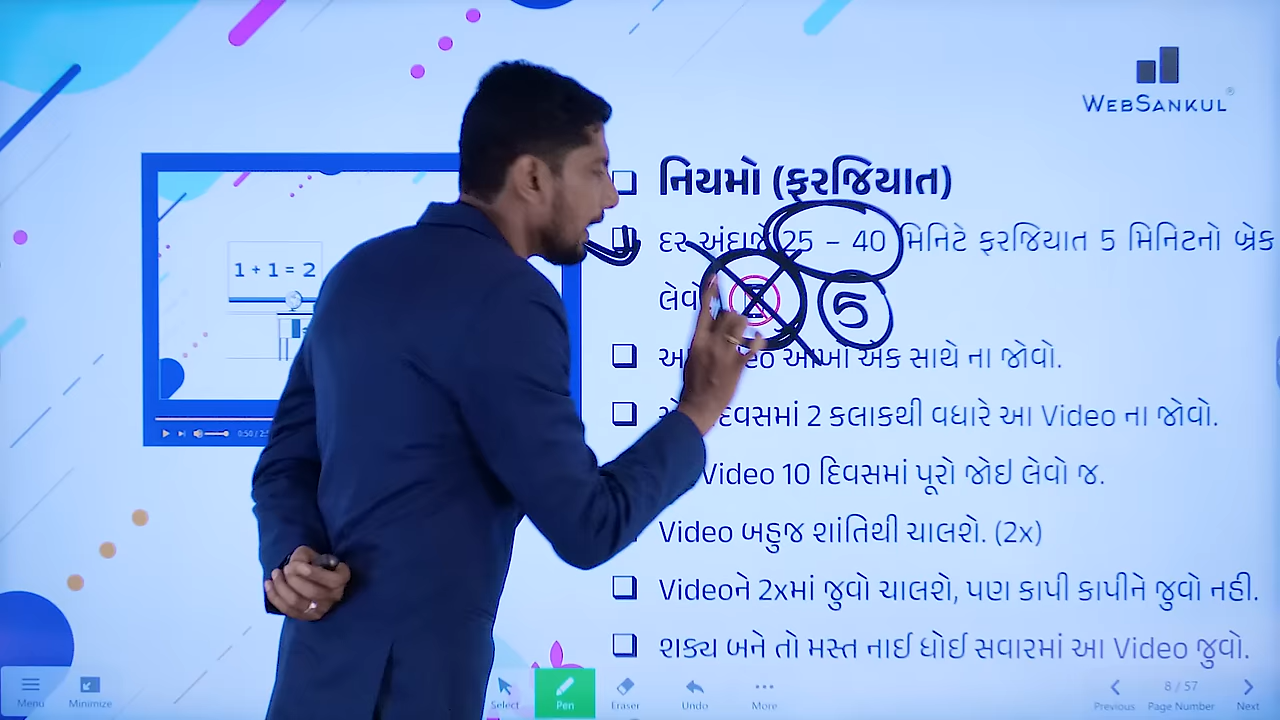 WEBSANKUL
નિયમો (ફરજિયાત)
દર અંદાજે 25 – 40 મિનિટે ફરજિયાત 5 મિનિટનો બ્રેક
લેવો
5
1 + 1 = 2
આખો એક સાથે ના જોવો.
દિવસમાં 2 કલાકથી વધારે આ Video ના જોવો.
Video 10 દિવસમાં પૂરો જોઇ લેવો જ.
Video બહુજ શાંતિથી ચાલશે. (2x)
Videoને 2xમાં જુવો ચાલશે, પણ કાપી કાપીને જુવો નહી.
શક્ય બને તો મસ્ત નાઈ ધોઈ સવારમાં આ Video જુવો.
Menu Minimize Select Pen Eraser Undo More Previous 8 / 57 Page Number Next